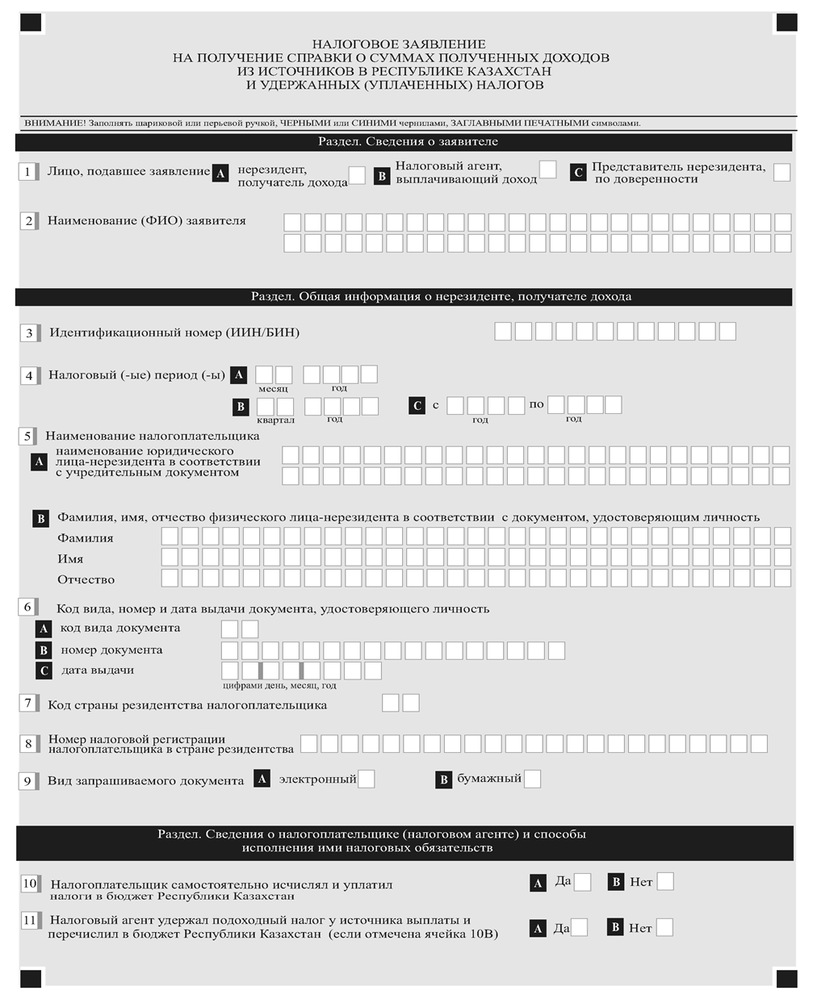 НАЛОГОВОЕ ЗАЯВЛЕНИЕ
НА ПОЛУЧЕНИЕ СПРАВКИ О СУММАХ ПОЛУЧЕННЫХ ДОХОДОВ
ИЗ ИСТОЧНИКОВ В РЕСПУБЛИКЕ КАЗАХСТАН
И УДЕРЖАННЫХ (УПЛАЧЕННЫХ) НАЛОГОВ
ВНИМАНИЕ! Заполнять шариковой или перьевой ручкой, ЧЕРНЫМИ или СИНИМИ чернилами, ЗАГЛАВНЫМИ ПЕЧАТНЫМИ символами.
Раздел. Сведения о заявителе
1 Лицо, подавшее заявление A нерезидент, получатель дохода B Налоговый агент, выплачивающий доход C Представитель нерезидента, по доверенности
2 Наименование (ФИО) заявителя
Раздел. Общая информация о нерезиденте, получателе дохода
3 Идентификационный номер (ИИН/БИН)
4 Налоговый (-ые) период (-ы) A
месяц год
B C с по
квартал год год год
5 Наименование налогоплательщика
A наименование юридического
лица-нерезидента в соответствии
с учредительным документом
B Фамилия, имя, отчество физического лица-нерезидента в соответствии с документом, удостоверяющим личность
Фамилия
Имя
Отчество
6 Код вида, номер и дата выдачи документа, удостоверяющего личность
A код вида документа
B номер документа
C дата выдачи
цифрами день, месяц, год
7 Код страны резидентства налогоплательщика
8 Номер налоговой регистрации
налогоплательщика в стране резидентства
9 Вид запрашиваемого документа A электронный B бумажный
Раздел. Сведения о налогоплательщике (налоговом агенте) и способы
исполнения ими налоговых обязательств
10 Налогоплательщик самостоятельно исчислял и уплатил A Да B Нет
налоги в бюджет Республики Казахстан
11 Налоговый агент удержал подоходный налог у источника выплаты и
перечислил в бюджет Республики Казахстан (если отмечена ячейка 10B) A Да B Нет